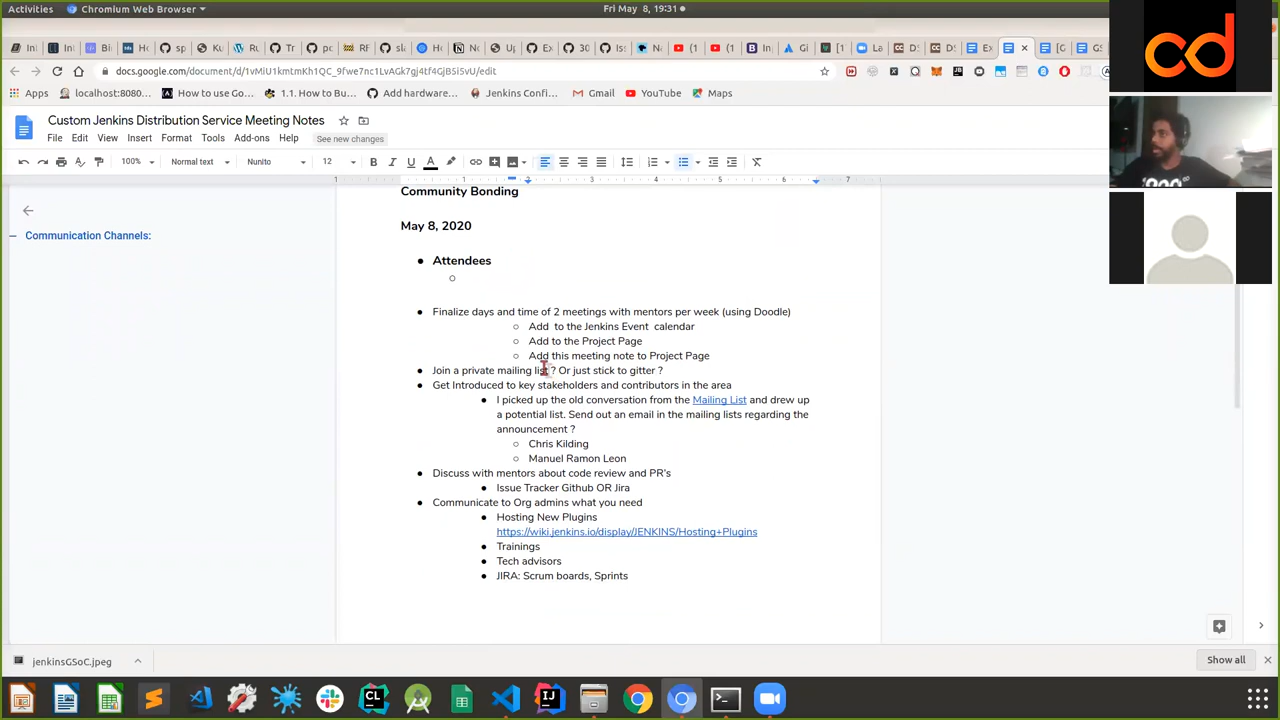 Activities
Chromium Web Browser
Fri May 8, 19:31
docs.google.com/document/d/
Apps
localhost:8080...
How to use Go...
1.1. How to Bu...
Add hardware...
Jenkins Confi...
Gmail
YouTube
Maps
Custom Jenkins Distribution Service Meeting Notes
File Edit View Insert Format Tools Add-ons Help
See new changes
100%
Normal text
Nunito
12
1 1 2 3 4 5 6 7
Communication Channels:
Community Bonding
May 8, 2020
Attendees
Finalize days and time of 2 meetings with mentors per week (using Doodle)
Add to the Jenkins Event calendar
Add to the Project Page
Add this meeting note to Project Page
Join a private mailing list ? Or just stick to gitter ?
Get Introduced to key stakeholders and contributors in the area
I picked up the old conversation from the Mailing List and drew up
a potential list. Send out an email in the mailing lists regarding the
announcement ?
Chris Kilding
Manuel Ramon Leon
Discuss with mentors about code review and PR's
Issue Tracker Github OR Jira
Communicate to Org admins what you need
Hosting New Plugins
https://wiki.jenkins.io/display/JENKINS/Hosting+Plugins
Trainings
Tech advisors
JIRA: Scrum boards, Sprints
jenkinsGSoC.jpeg
Show all
cd